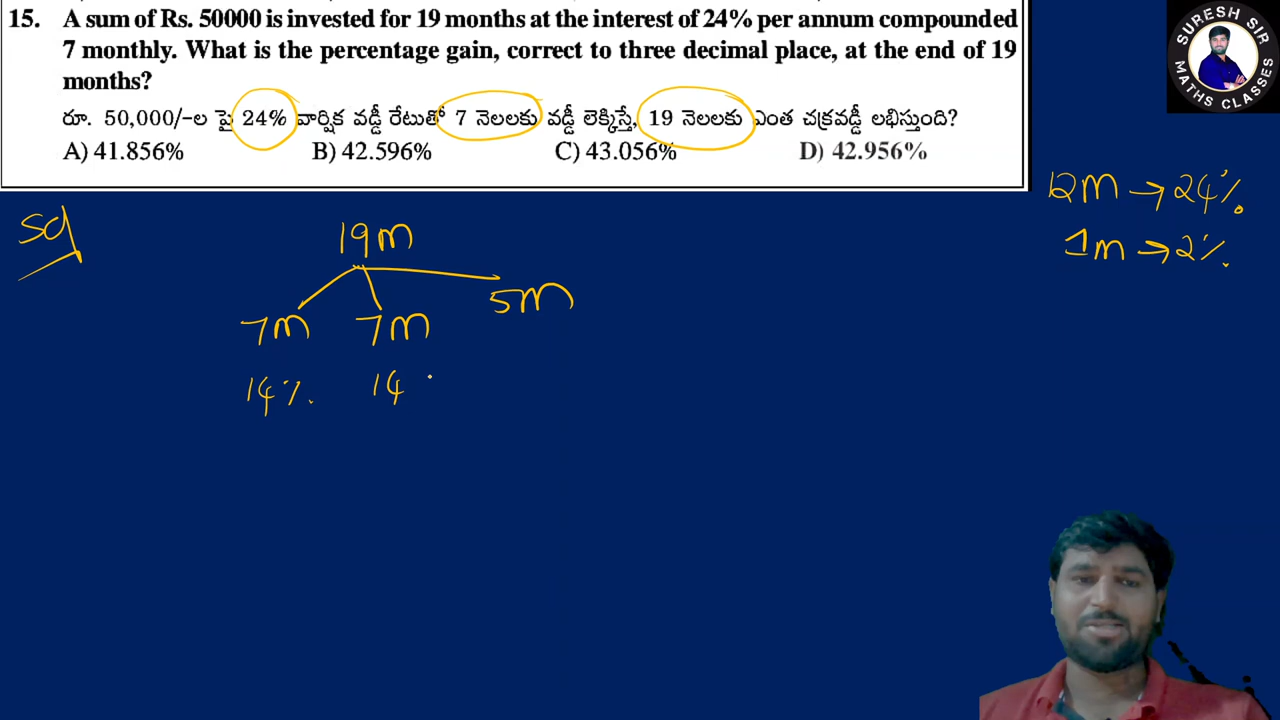 15. A sum of Rs. 50000 is invested for 19 months at the interest of 24% per annum compounded
7 monthly. What is the percentage gain, correct to three decimal place, at the end of 19
months?
రూ. 50,000/-ల పై 24% వార్షిక వడ్డీ రేటుతో 7 నెలలకు వడ్డీ లెక్కిస్తే, 19 నెలలకు ఎంత చక్రవడ్డీ లభిస్తుంది?
A) 41.856% B) 42.596% C) 43.056% D) 42.956%
SURESH SIR
MATHS CLASSES
12m → 24%.
1m → 2%.
Sol
19m
7m 7m 5m
14%. 14